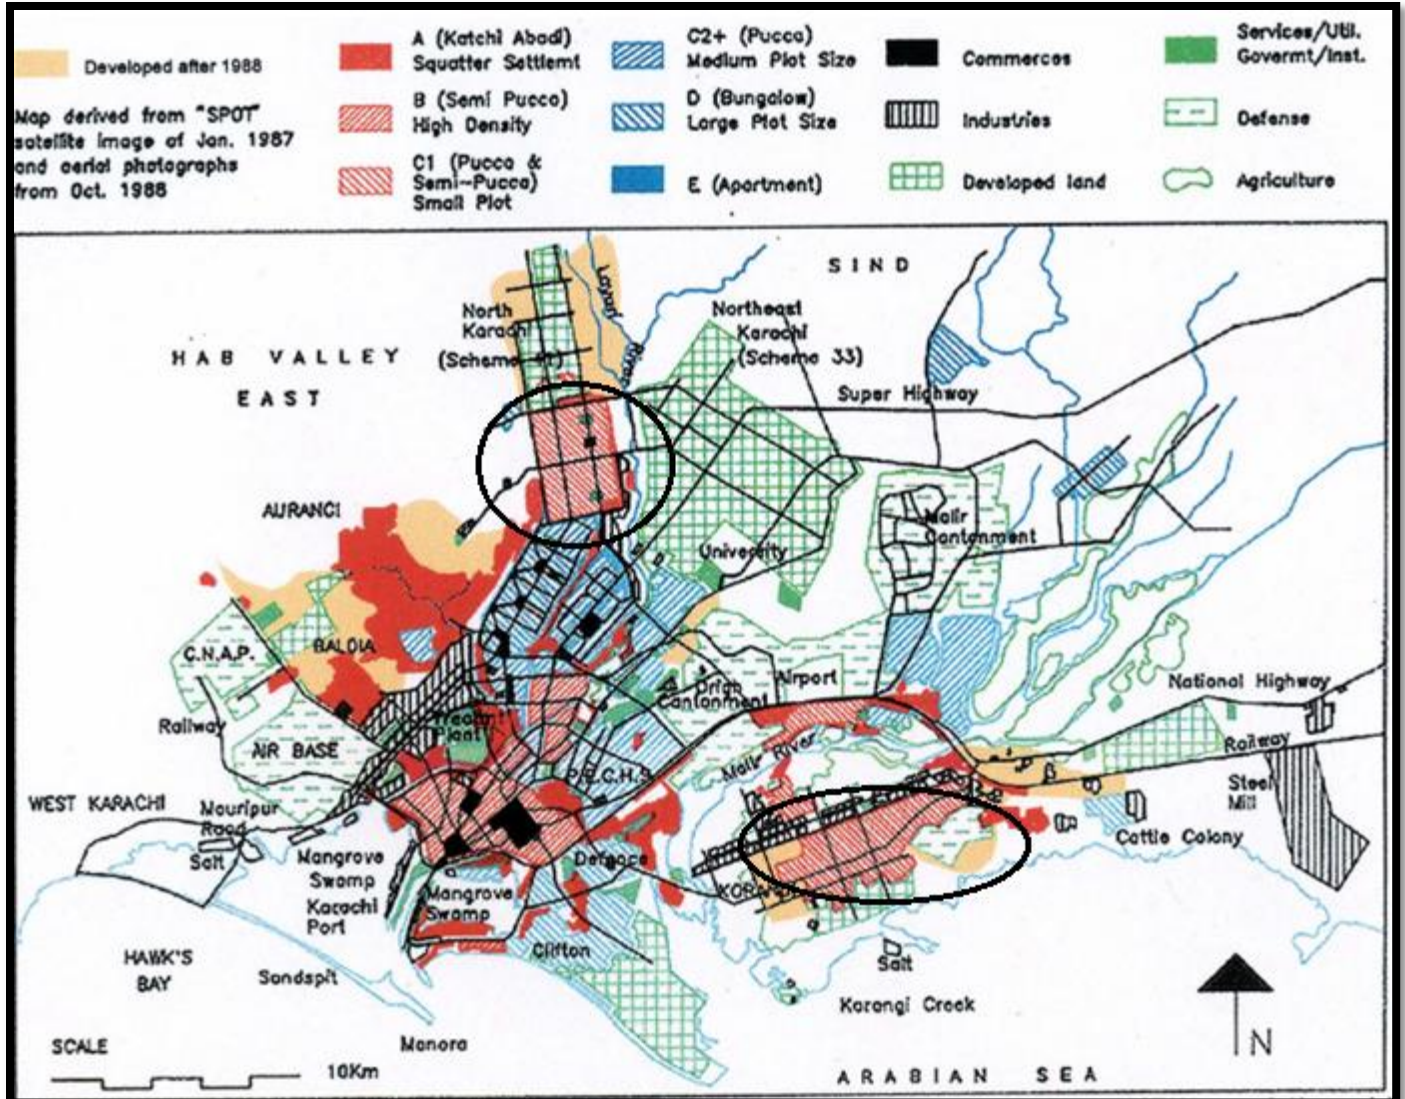 Developed after 1988
Map derived from "SPOT"
satellite image of Jan. 1987
and aerial photographs
from Oct. 1988
A (Katchi Abadi)
Squatter Settlemt
B (Semi Pucca)
High Density
C1 (Pucca &
Semi-Pucca)
Small Plot
C2+ (Pucca)
Medium Plot Size
D (Bungalow)
Large Plot Size
E (Apartment)
Commerces
Industries
Developed land
Services/Util.
Govermt/Inst.
Defense
Agriculture
SIND
HAB VALLEY
EAST
North
Karachi
(Scheme
Layari
River
Northeast
Karachi
(Scheme 33)
Super Highway
AURANGI
University
Malir
Cantonment
BALDIA
C.N.A.P.
Railway
AIR BASE
Treatmt
Plant
Drigh
Cantonment
Airport
National Highway
Railway
Malir River
P.E.C.H.S
Steel
Mill
WEST KARACHI
Mouripur
Road
Salt
Mangrove
Swamp
Karachi
Port
Mangrove
Swamp
Defence
KORANGI
Cattle Colony
Clifton
Salt
HAWK'S
BAY
Sandspit
Korangi Creek
Manora
SCALE
10Km
ARABIAN SEA
N